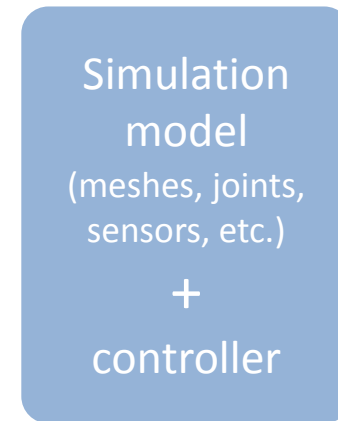 Simulation
model
(meshes, joints,
sensors, etc.)
+
controller